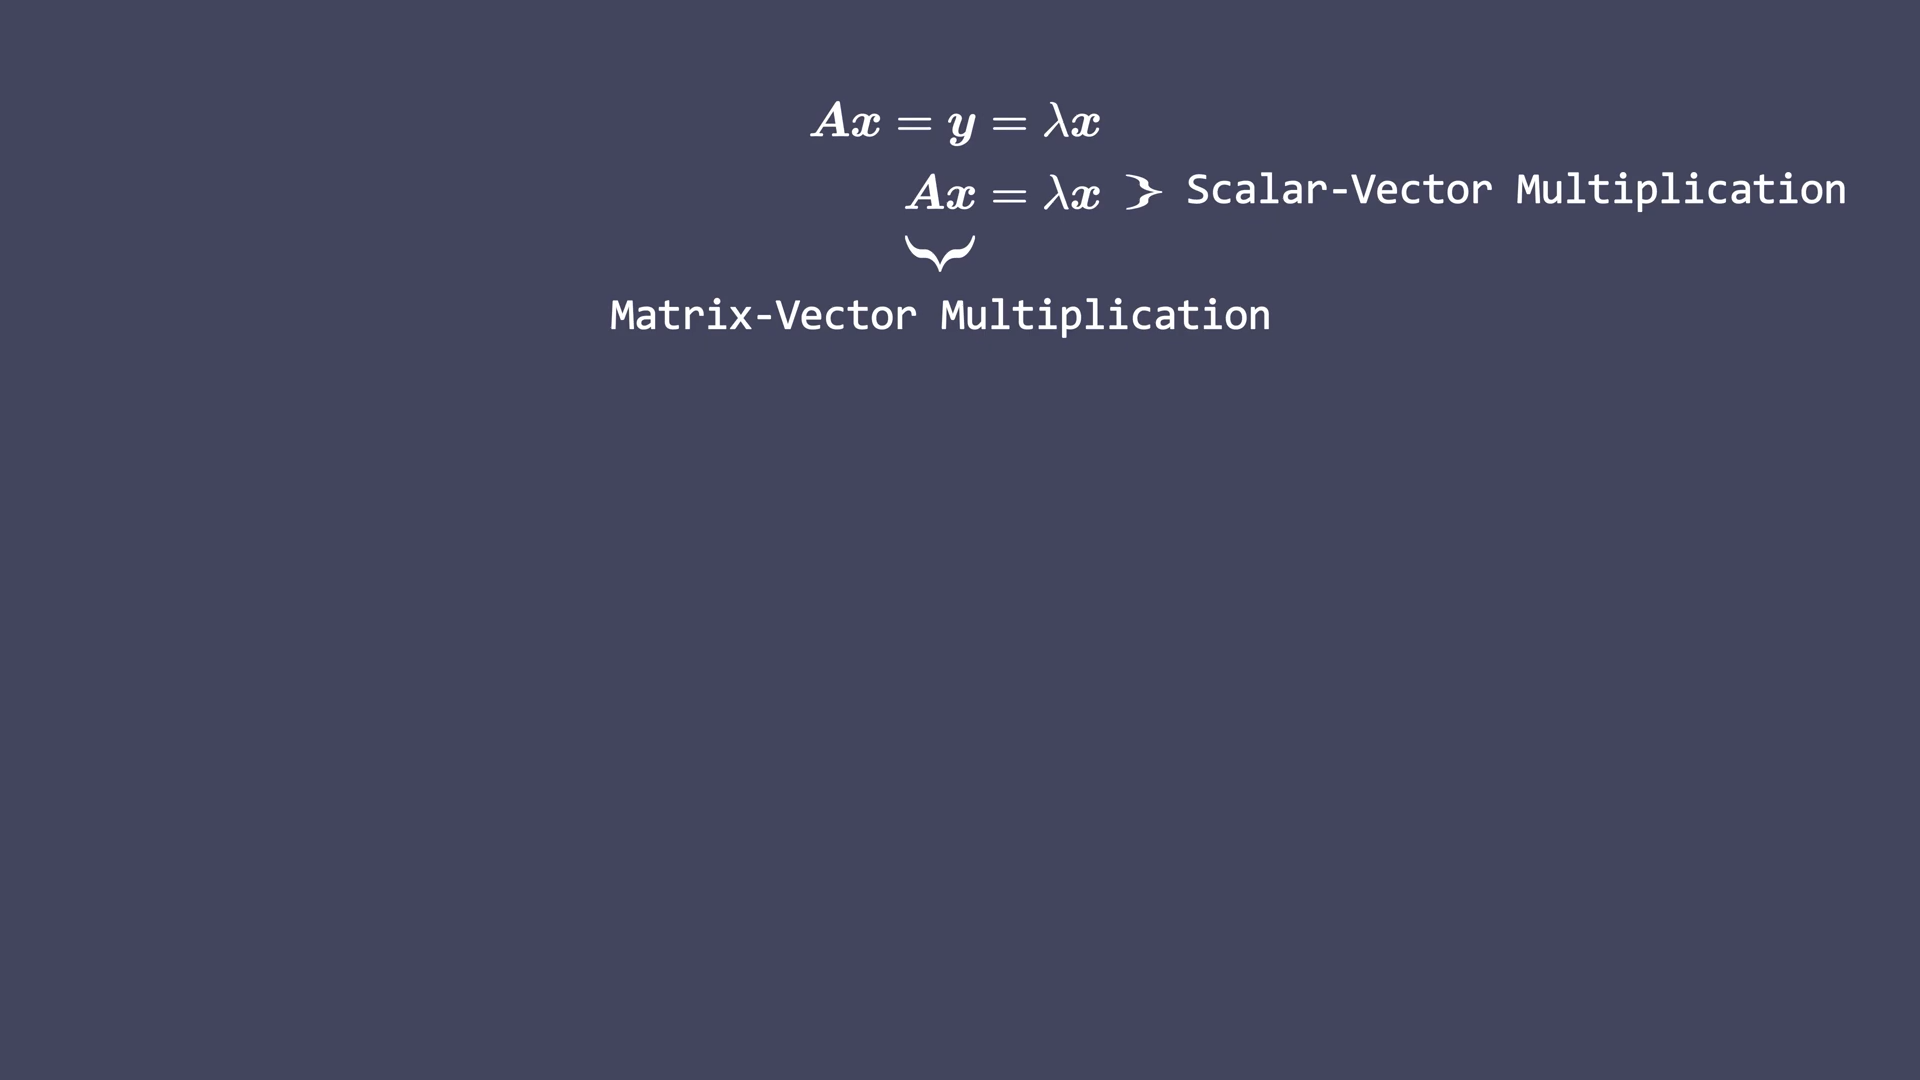 Ax = y = λx
Ax = λx } Scalar-Vector Multiplication
Matrix-Vector Multiplication